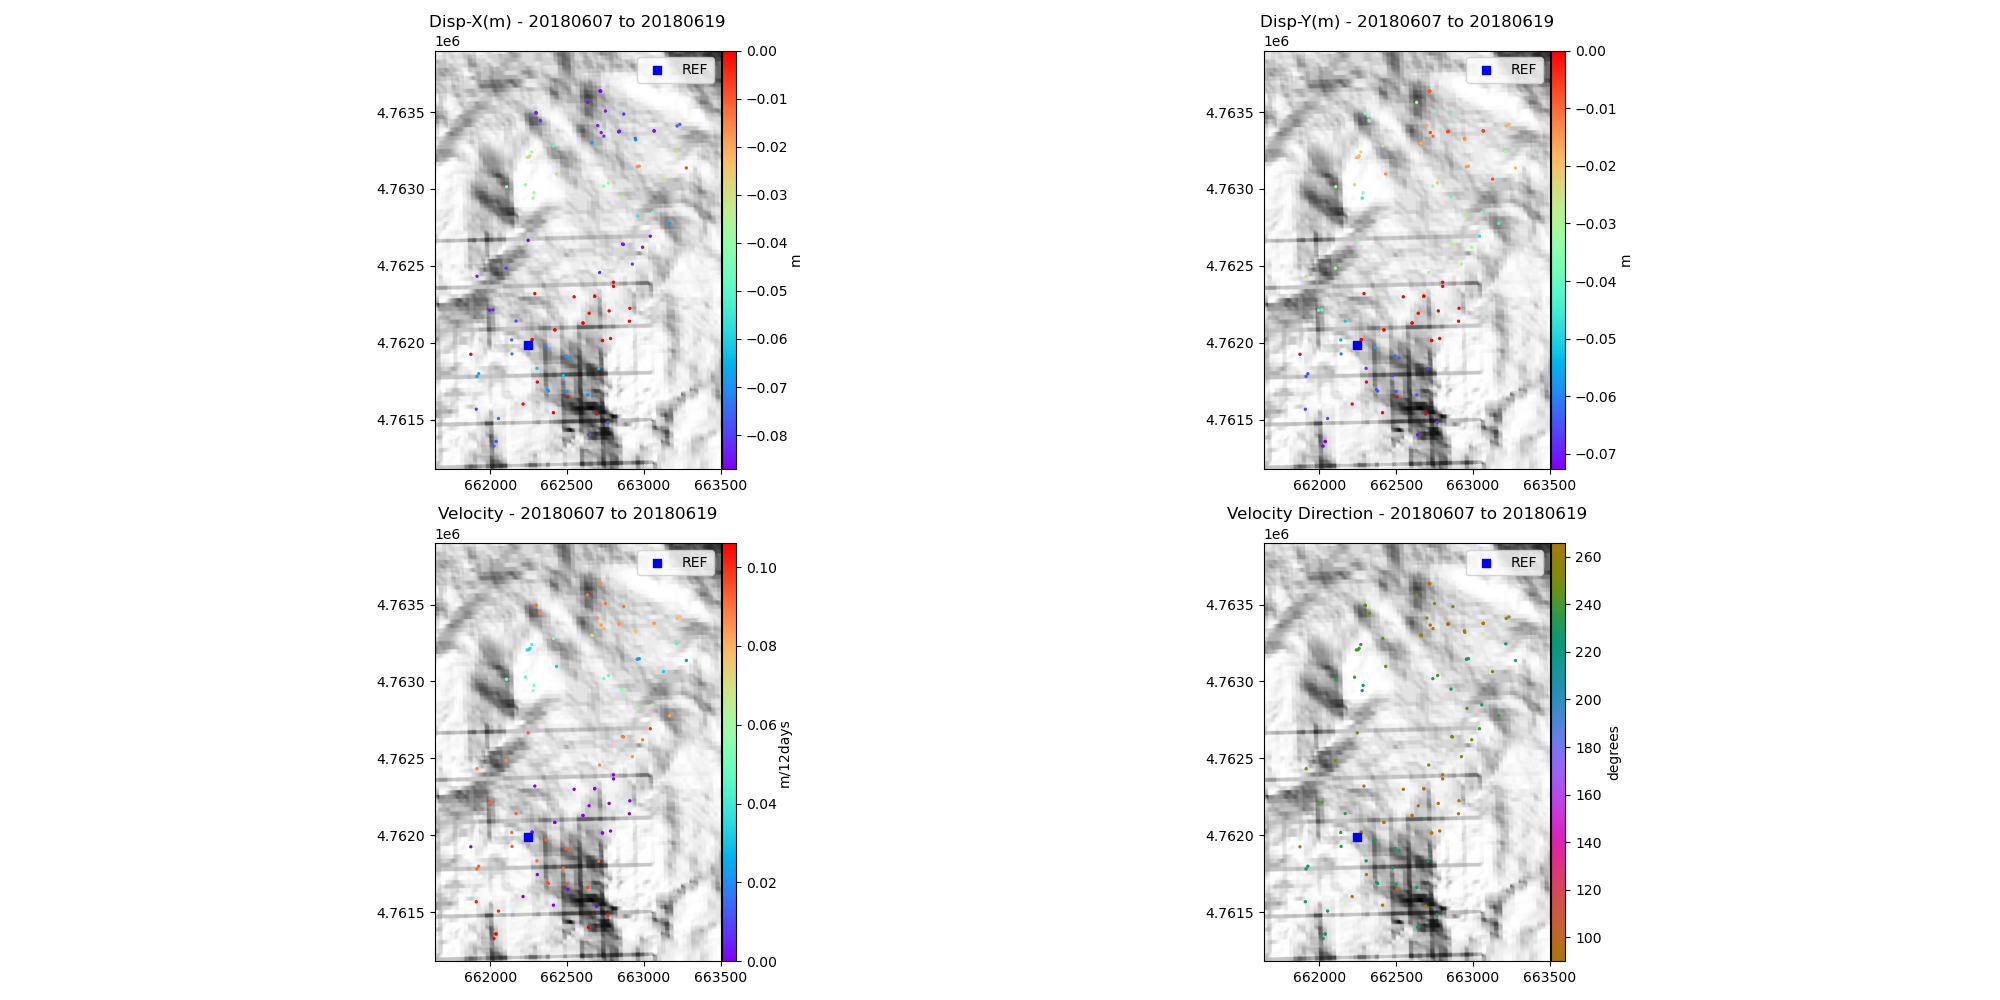 Disp-X(m) - 20180607 to 20180619
1e6
REF
4.7635
4.7630
4.7625
4.7620
4.7615
662000 662500 663000 663500
0.00
−0.01
−0.02
−0.03
−0.04
−0.05
−0.06
−0.07
−0.08
m
Disp-Y(m) - 20180607 to 20180619
1e6
REF
4.7635
4.7630
4.7625
4.7620
4.7615
662000 662500 663000 663500
0.00
−0.01
−0.02
−0.03
−0.04
−0.05
−0.06
−0.07
m
Velocity - 20180607 to 20180619
1e6
REF
4.7635
4.7630
4.7625
4.7620
4.7615
662000 662500 663000 663500
0.10
0.08
0.06
0.04
0.02
0.00
m/12days
Velocity Direction - 20180607 to 20180619
1e6
REF
4.7635
4.7630
4.7625
4.7620
4.7615
662000 662500 663000 663500
260
240
220
200
180
160
140
120
100
degrees